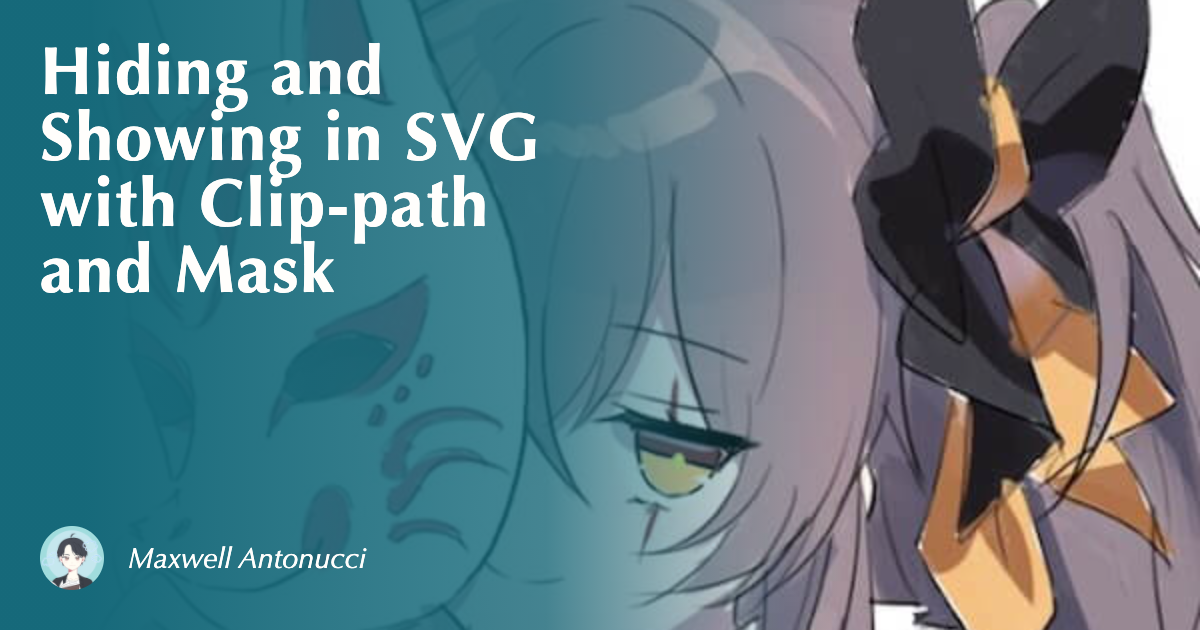 Hiding and
Showing in SVG
with Clip-path
and Mask
Maxwell Antonucci